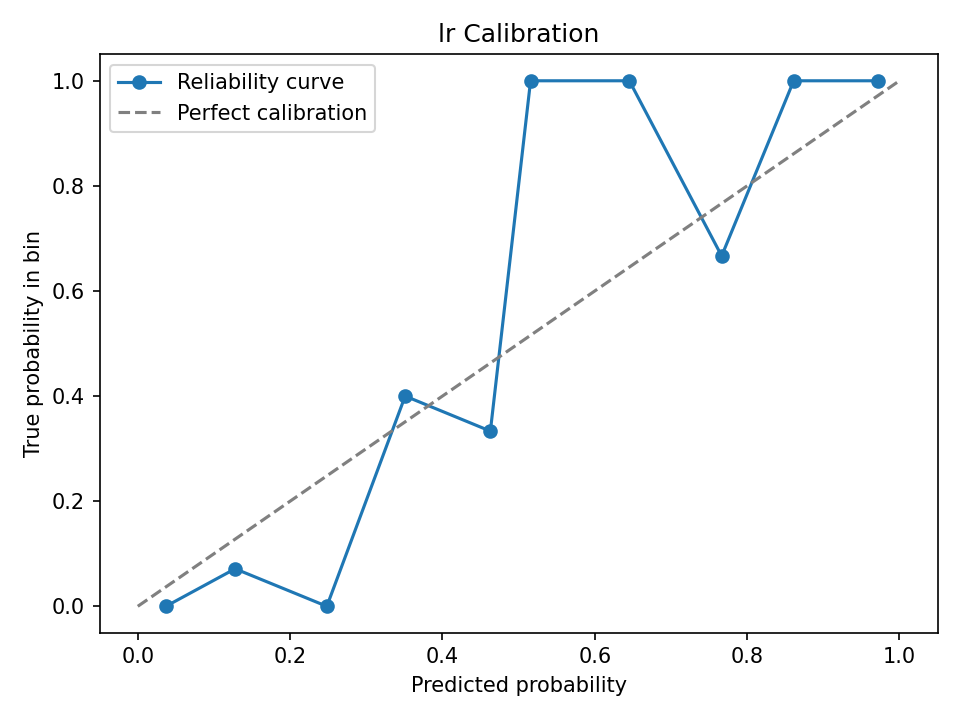 lr Calibration
Reliability curve
Perfect calibration
1.0
0.8
0.6
0.4
0.2
0.0
True probability in bin
0.0 0.2 0.4 0.6 0.8 1.0
Predicted probability